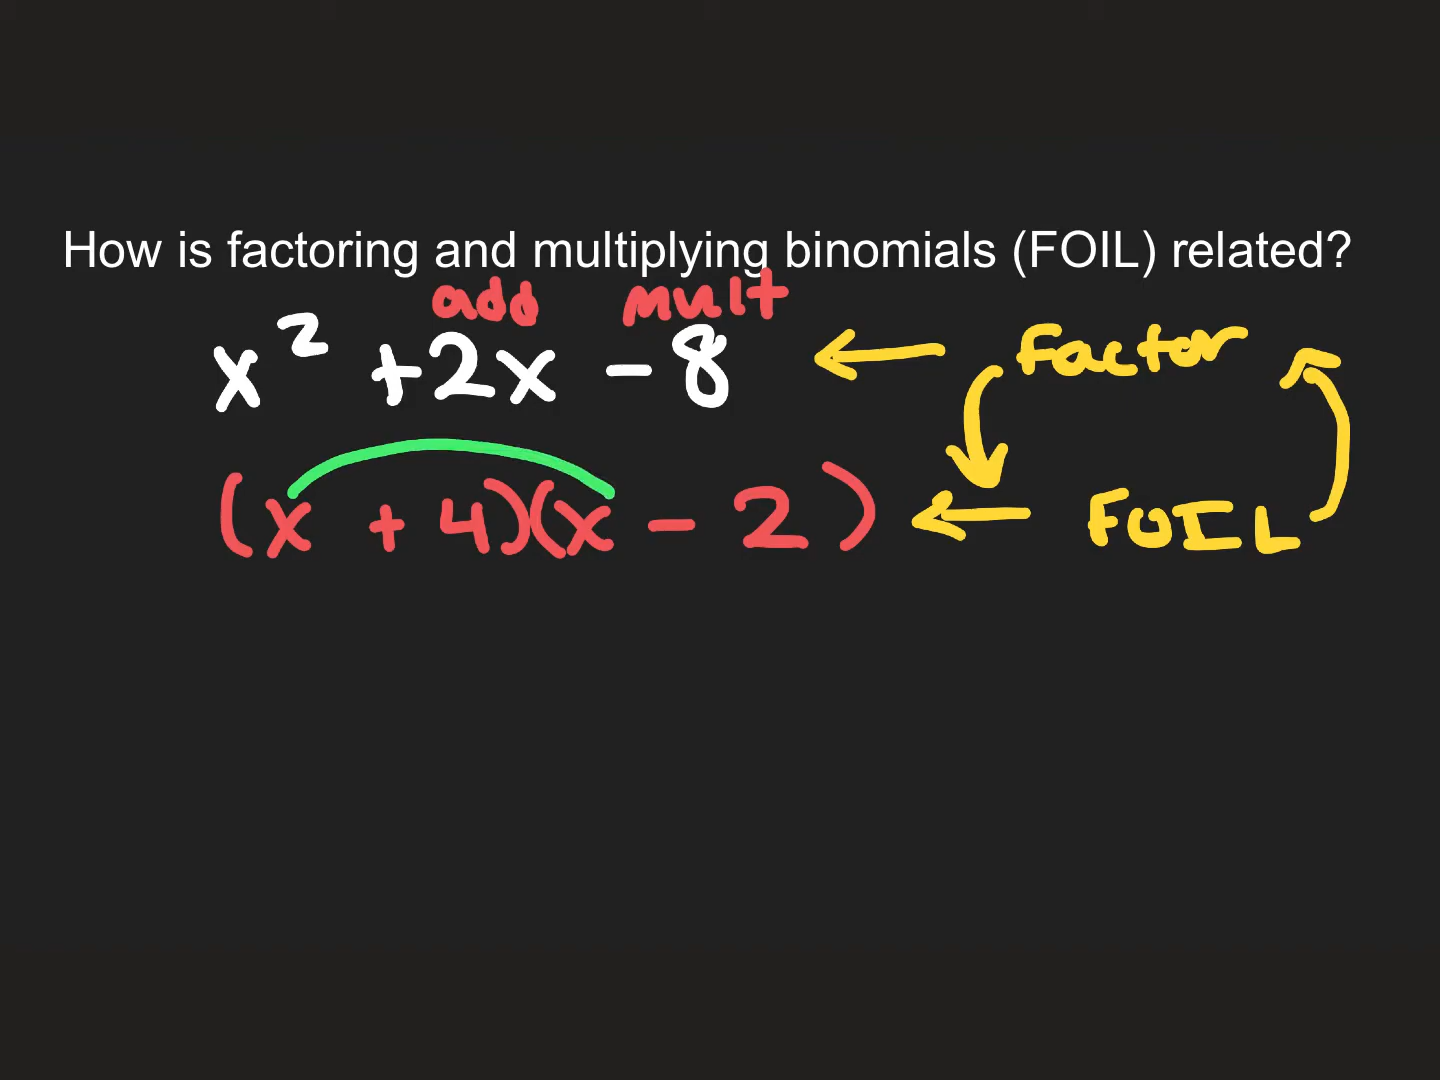 How is factoring and multiplying binomials (FOIL) related?
add mult
x² +2x -8 ← Factor
(x + 4)(x - 2) ← FOIL